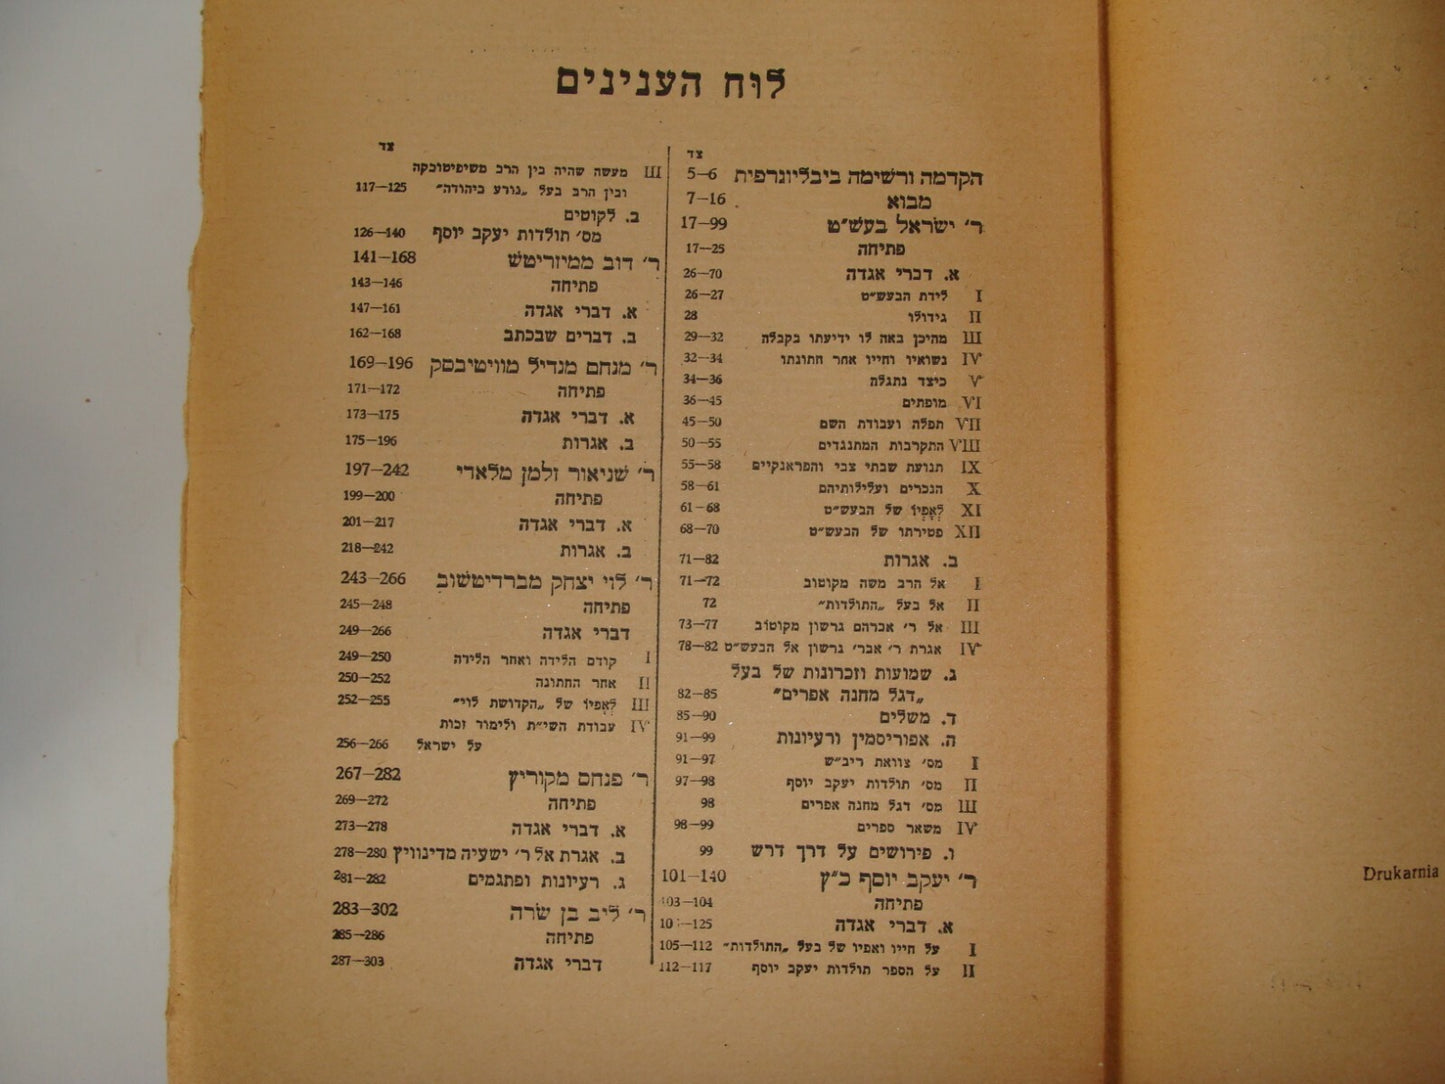 לוח הענינים
צד
הקדמה ורשימה ביבליוגרפית 5—6
מבוא 7—16
ר׳ ישראל בעש״ט 17—99
פתיחה 17—25
א. דברי אגדה 26—70
I לידת הבעש״ט 26—27
II גידולו 28
III מהיכן באה לו ידיעתו בקבלה 29—32
IV נשואיו וחייו אחר חתונתו 32—34
V כיצד נתגלה 34—36
VI מופתים 36—45
VII תפלה ועבודת השם 45—50
VIII התקרבות המתנגדים 50—55
IX תנועת שבתי צבי והפראנקיים 55—58
X הנכרים ועלילותיהם 58—61
XI לְאָפְיוֹ של הבעש״ט 61—68
XII פטירתו של הבעש״ט 68—70
ב. אגרות 71—82
I אל הרב משה מקוטוב 71—72
II אל בעל „התולדות״ 72
III אל ר׳ אברהם גרשון מקוטוב 73—77
IV אגרת ר׳ אבר׳ גרשון אל הבעש״ט 78—82
ג. שמועות וזכרונות של בעל
„דגל מחנה אפרים״ 82—85
ד. משלים 85—90
ה. אפוריסמין ורעיונות 91—99
I מס׳ צוואת ריב״ש 91—97
II מס׳ תולדות יעקב יוסף 97—98
III מס׳ דגל מחנה אפרים 98
IV משאר ספרים 98—99
ו. פירושים על דרך דרש 99
ר׳ יעקב יוסף כ״ץ 101—140
פתיחה 103—104
א. דברי אגדה 10 —125
I על חייו ואפיו של בעל „התולדות״ 105—112
II על הספר תולדות יעקב יוסף 112—117
צד
III מעשה שהיה בין הרב משיפיטובקה
ובין הרב בעל „נודע ביהודה״ 117—125
ב. לקוטים
מס׳ תולדות יעקב יוסף 126—140
ר׳ דוב ממיזריטש 141—168
פתיחה 143—146
א. דברי אגדה 147—161
ב. דברים שבכתב 162—168
ר׳ מנחם מנדיל מוויטיבסק 169—196
פתיחה 171—172
א. דברי אגדה 173—175
ב. אגרות 175—196
ר׳ שניאור זלמן מלאדי 197—242
פתיחה 199—200
א. דברי אגדה 201—217
ב. אגרות 218—242
ר׳ לוי יצחק מברדיטשוב 243—266
פתיחה 245—248
דברי אגדה 249—266
I קודם הלידה ואחר הלידה 249—250
II אחר החתונה 250—252
III לְאָפְיוֹ של „הקדושת לוי״ 252—255
IV עבודת השי״ת ולימוד זכות
על ישראל 256—266
ר׳ פנחס מקוריץ 267—282
פתיחה 269—272
א. דברי אגדה 273—278
ב. אגרת אל ר׳ ישעיה מדינוויץ 278—280
ג. רעיונות ופתגמים 281—282
ר׳ ליב בן שרה 283—302
פתיחה 285—286
דברי אגדה 287—303
Drukarnia